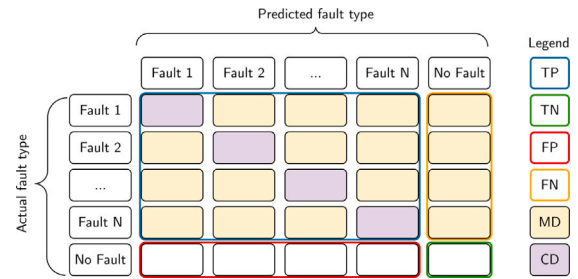 Predicted fault type
Legend
Fault 1 Fault 2 ... Fault N No Fault TP
Actual fault type
Fault 1 TN
Fault 2 FP
... FN
Fault N MD
No Fault CD